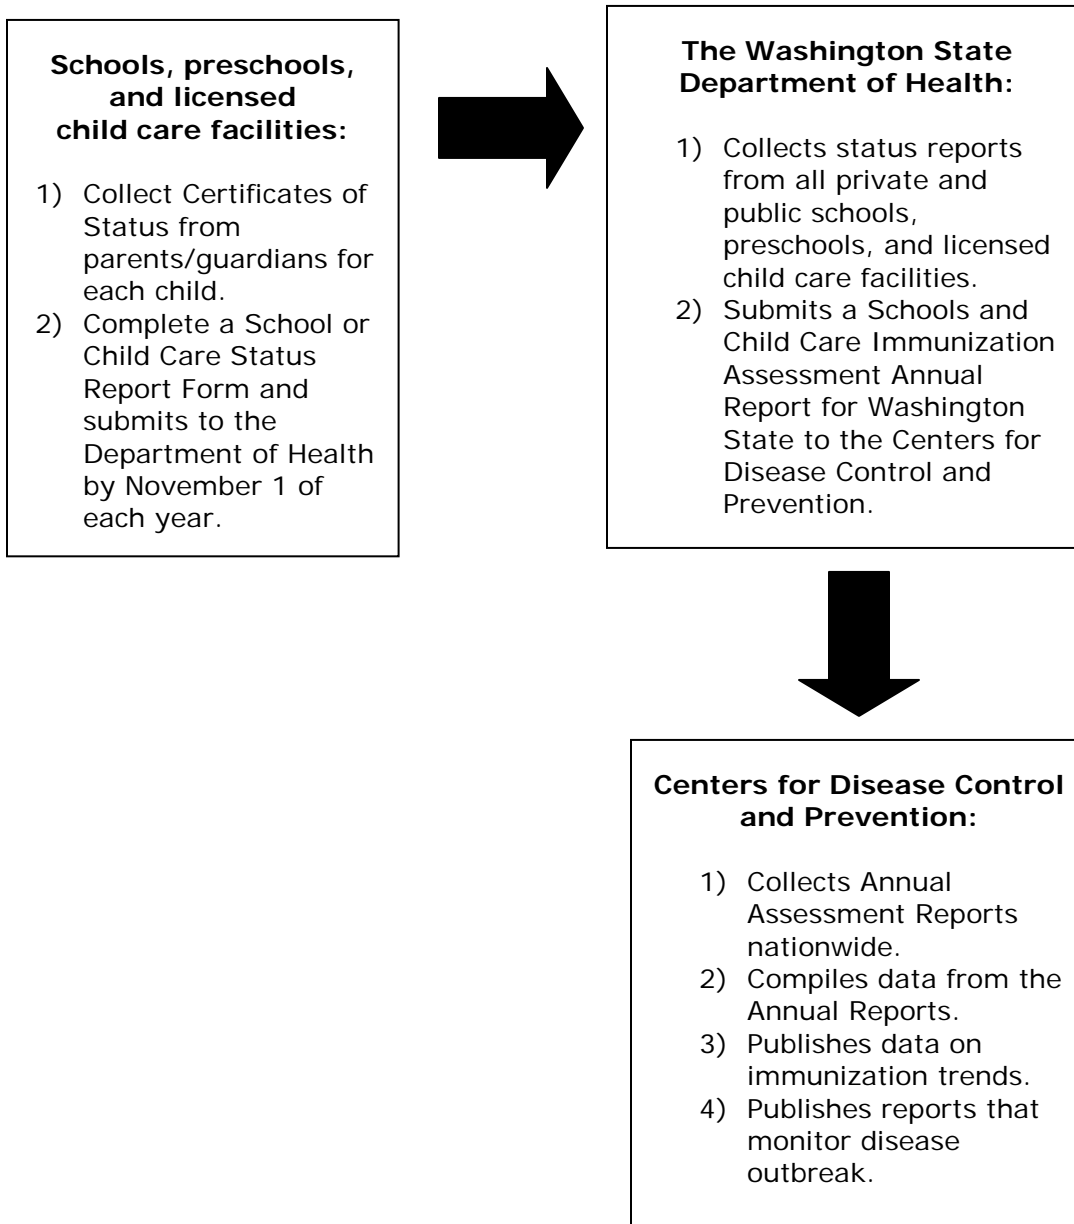 Schools, preschools,
and licensed
child care facilities:
1) Collect Certificates of
Status from
parents/guardians for
each child.
2) Complete a School or
Child Care Status
Report Form and
submits to the
Department of Health
by November 1 of
each year.
The Washington State
Department of Health:
1) Collects status reports
from all private and
public schools,
preschools, and licensed
child care facilities.
2) Submits a Schools and
Child Care Immunization
Assessment Annual
Report for Washington
State to the Centers for
Disease Control and
Prevention.
Centers for Disease Control
and Prevention:
1) Collects Annual
Assessment Reports
nationwide.
2) Compiles data from the
Annual Reports.
3) Publishes data on
immunization trends.
4) Publishes reports that
monitor disease
outbreak.